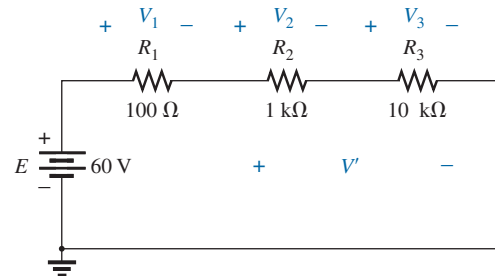 + V₁ − + V₂ − + V₃ −
R₁ R₂ R₃
100 Ω 1 kΩ 10 kΩ
+
E 60 V + V' −
−